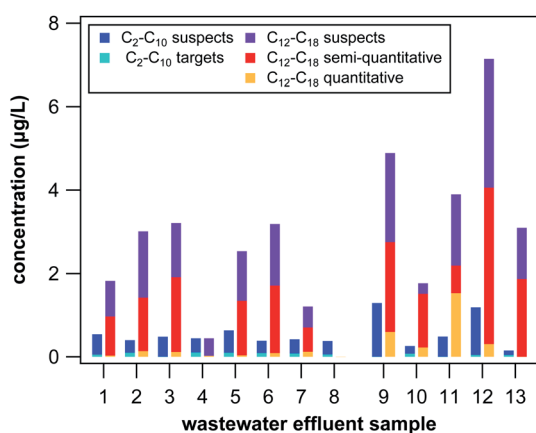 concentration (µg/L)
8
6
4
2
0
C₂-C₁₀ suspects
C₂-C₁₀ targets
C₁₂-C₁₈ suspects
C₁₂-C₁₈ semi-quantitative
C₁₂-C₁₈ quantitative
1 2 3 4 5 6 7 8 9 10 11 12 13
wastewater effluent sample